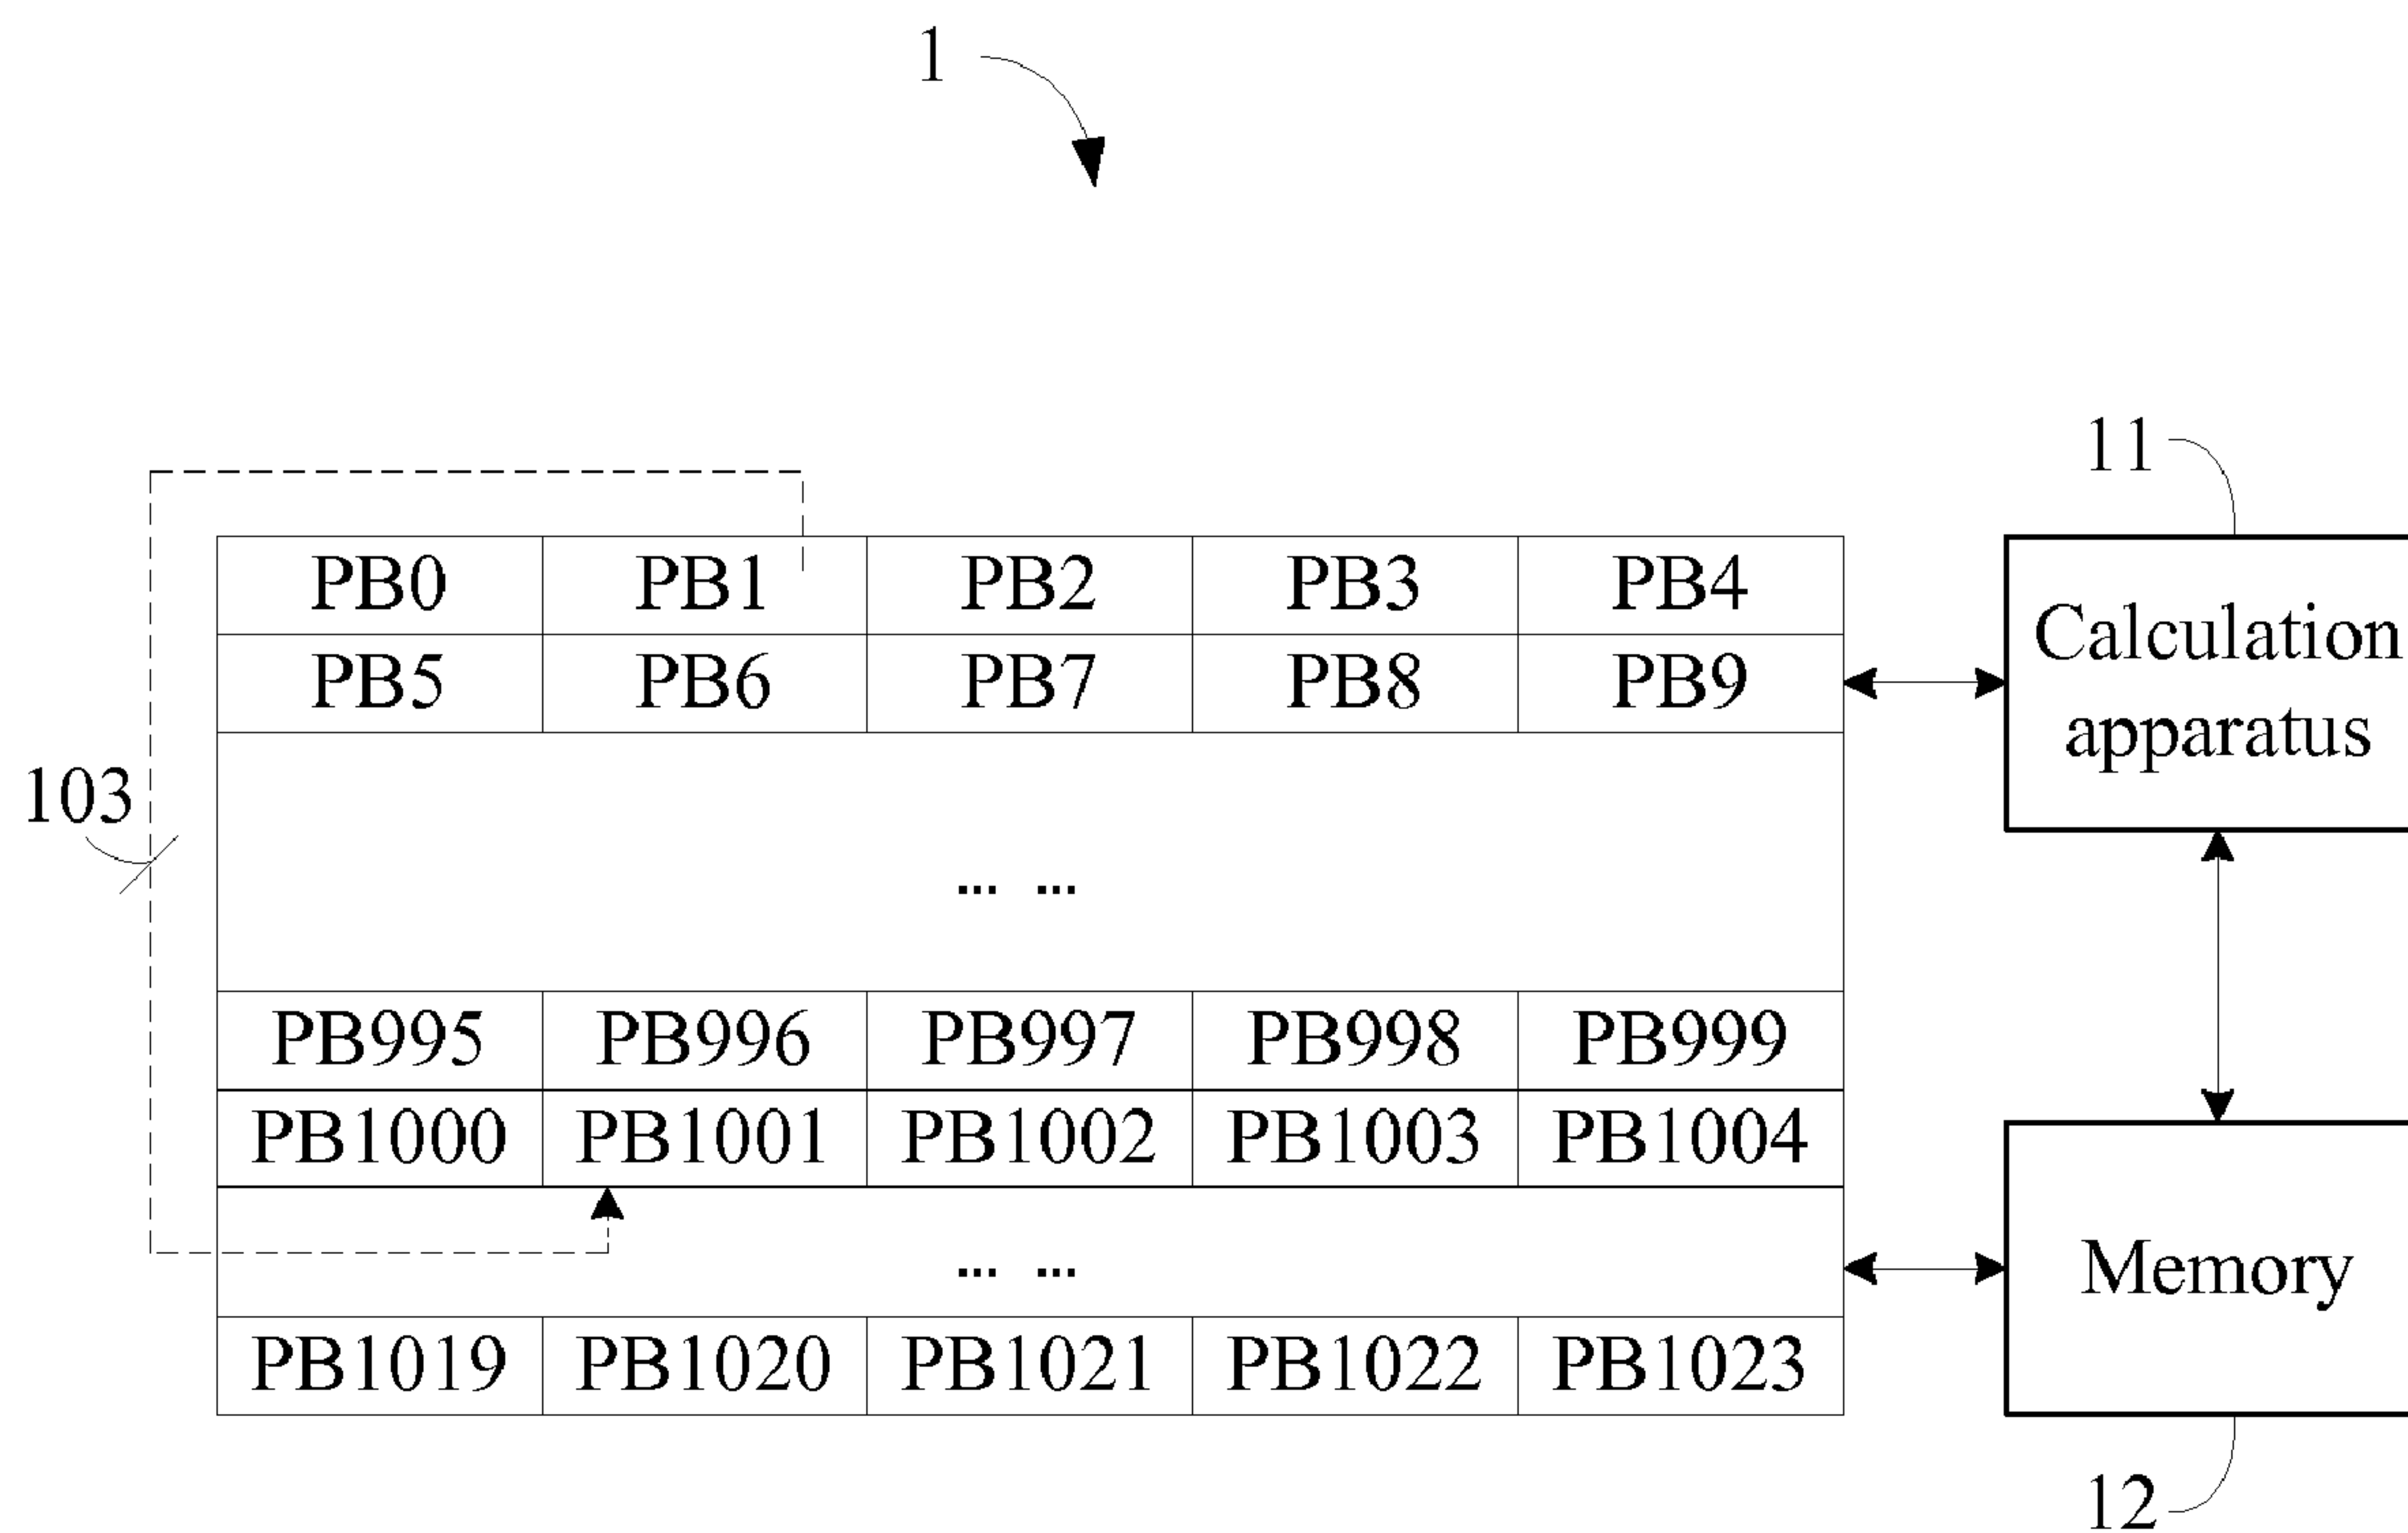 1
11
PB0 PB1 PB2 PB3 PB4
PB5 PB6 PB7 PB8 PB9
Calculation
apparatus
103
... ...
PB995 PB996 PB997 PB998 PB999
PB1000 PB1001 PB1002 PB1003 PB1004
... ...
Memory
PB1019 PB1020 PB1021 PB1022 PB1023
12